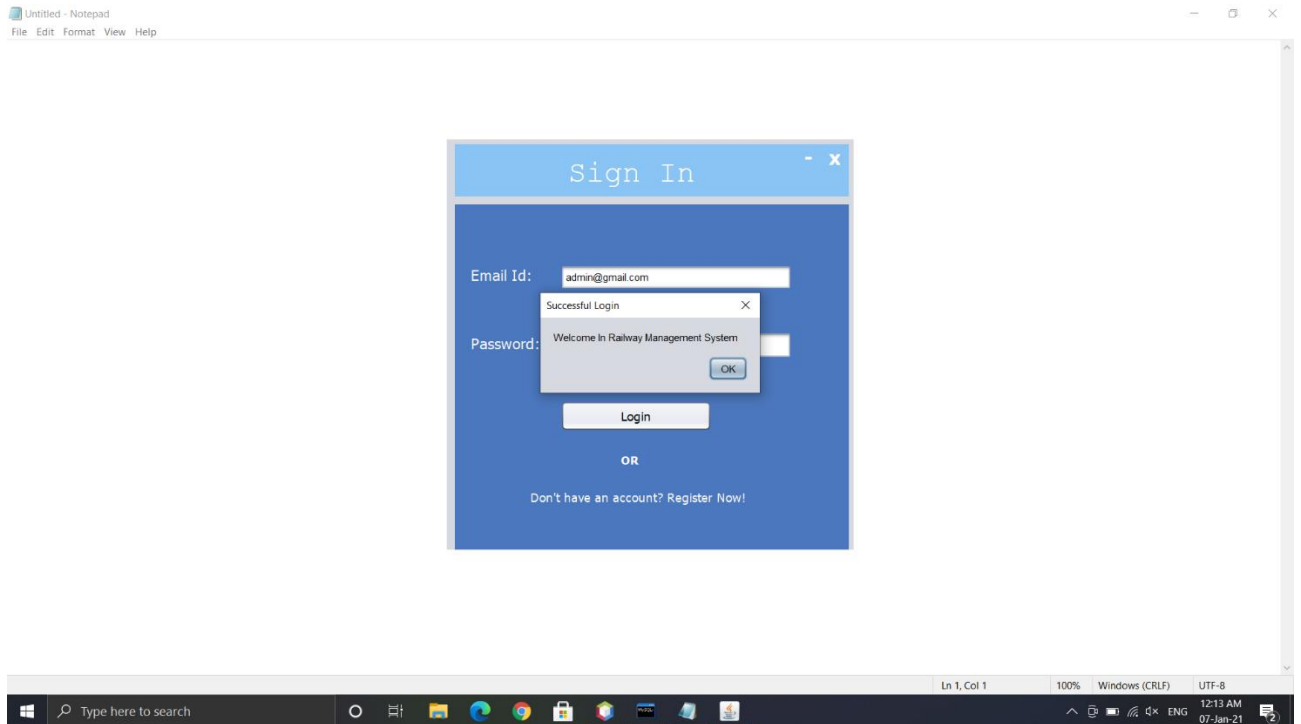 Untitled - Notepad
File Edit Format View Help
Sign In - x
Email Id: admin@gmail.com
Successful Login
Password: Welcome In Railway Management System
OK
Login
OR
Don't have an account? Register Now!
Ln 1, Col 1 100% Windows (CRLF) UTF-8
Type here to search ENG 12:13 AM
07-Jan-21 2